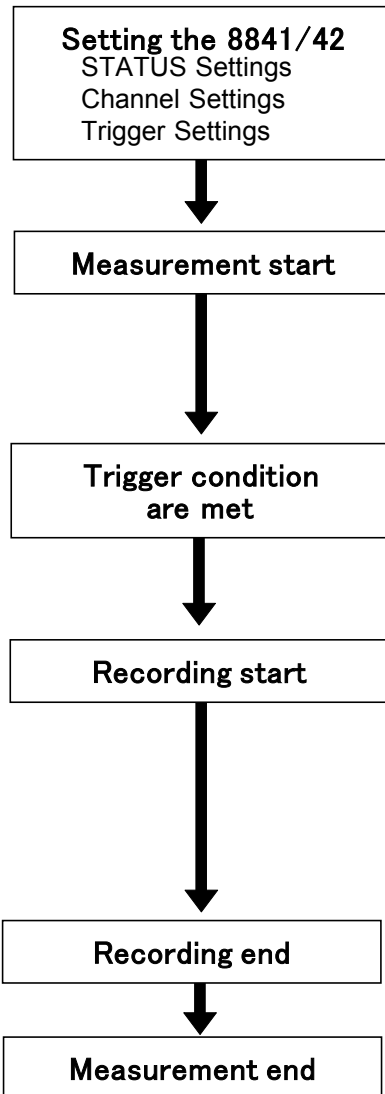 Setting the 8841/42
STATUS Settings
Channel Settings
Trigger Settings
Measurement start
Trigger condition
are met
Recording start
Recording end
Measurement end